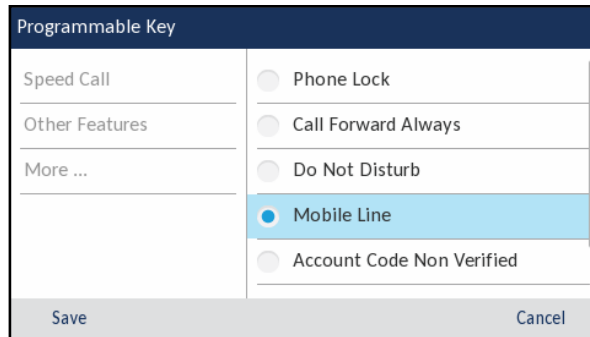 Programmable Key
Speed Call
Other Features
More ...
Phone Lock
Call Forward Always
Do Not Disturb
Mobile Line
Account Code Non Verified
Save
Cancel